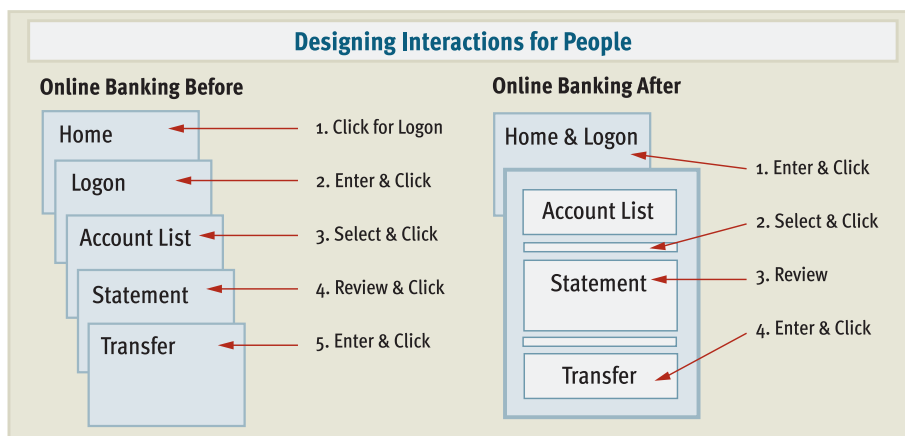 Designing Interactions for People
Online Banking Before
Home
1. Click for Logon
Logon
2. Enter & Click
Account List
3. Select & Click
Statement
4. Review & Click
Transfer
5. Enter & Click
Online Banking After
Home & Logon
1. Enter & Click
Account List
2. Select & Click
Statement
3. Review
4. Enter & Click
Transfer